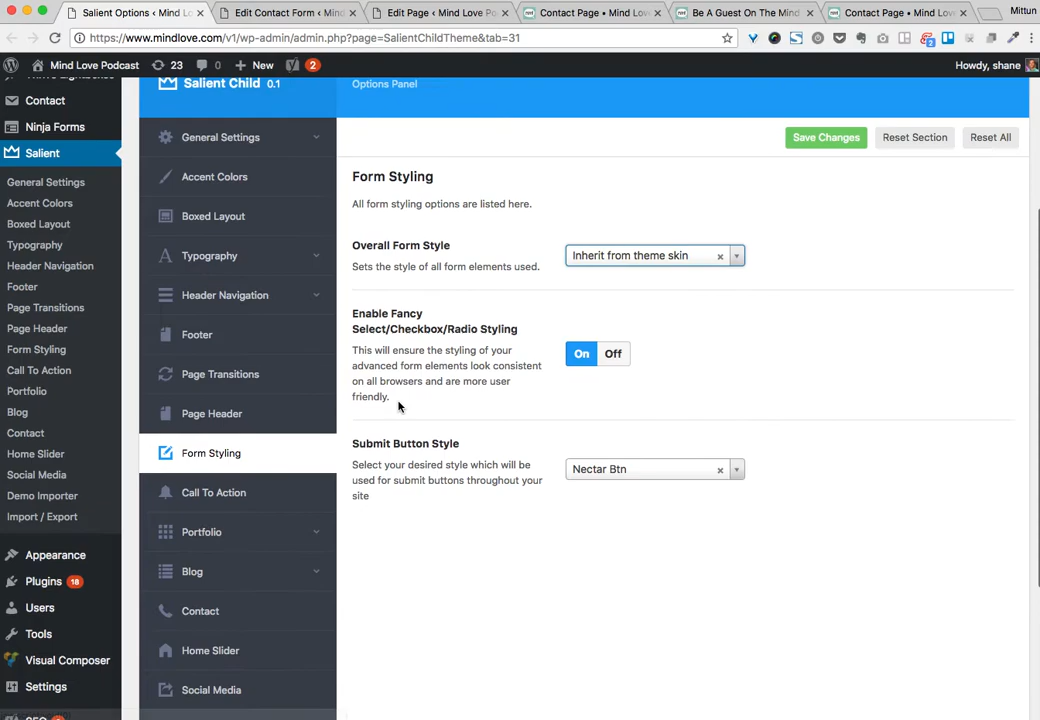 Salient Options ‹ Mind Lo × Edit Contact Form ‹ Mind × Edit Page ‹ Mind Love Po × Contact Page • Mind Lov × Be A Guest On The Mind × Contact Page • Mind Lov × Mittun
https://www.mindlove.com/v1/wp-admin/admin.php?page=SalientChildTheme&tab=31
Mind Love Podcast 23 0 + New 2 Howdy, shane
Contact
Ninja Forms
Salient
General Settings
Accent Colors
Boxed Layout
Typography
Header Navigation
Footer
Page Transitions
Page Header
Form Styling
Call To Action
Portfolio
Blog
Contact
Home Slider
Social Media
Demo Importer
Import / Export
Appearance
Plugins 18
Users
Tools
Visual Composer
Settings
SEO
Salient Child 0.1
Options Panel
General Settings
Accent Colors
Boxed Layout
Typography
Header Navigation
Footer
Page Transitions
Page Header
Form Styling
Call To Action
Portfolio
Blog
Contact
Home Slider
Social Media
Save Changes Reset Section Reset All
Form Styling
All form styling options are listed here.
Overall Form Style
Sets the style of all form elements used.
Inherit from theme skin ×
Enable Fancy
Select/Checkbox/Radio Styling
This will ensure the styling of your
advanced form elements look consistent
on all browsers and are more user
friendly.
On Off
Submit Button Style
Select your desired style which will be
used for submit buttons throughout your
site
Nectar Btn ×